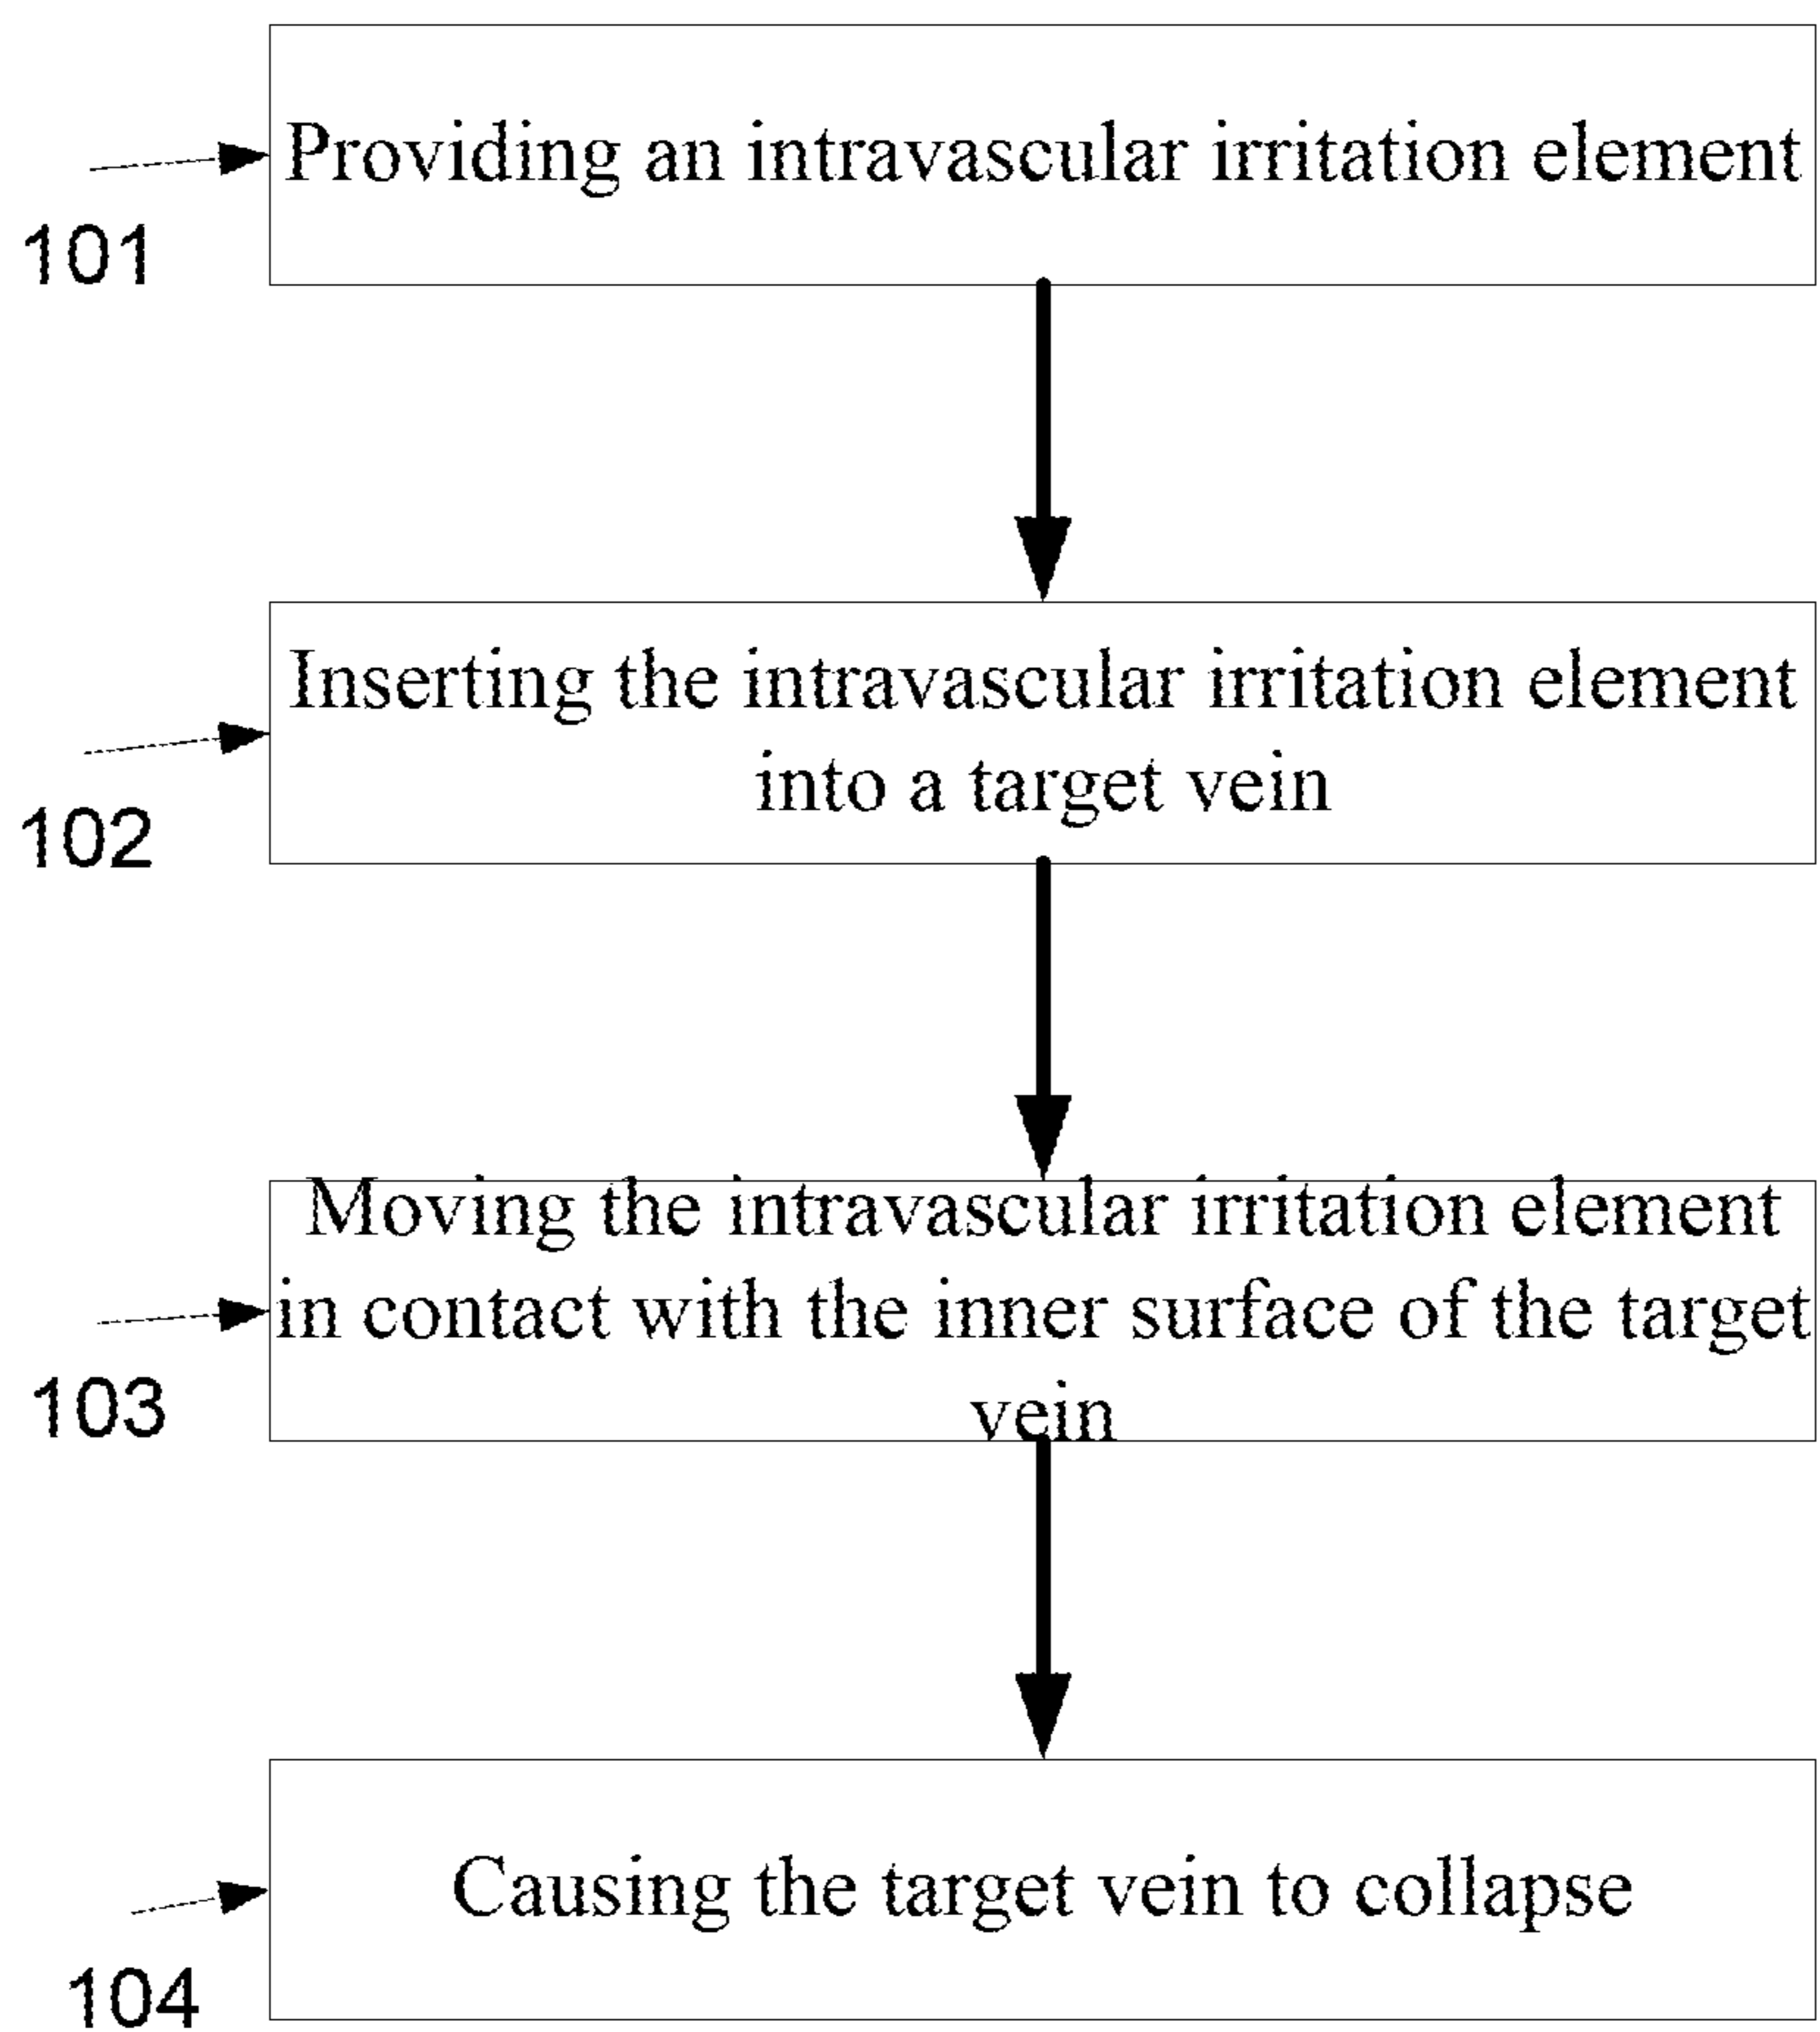 Providing an intravascular irritation element
101
Inserting the intravascular irritation element
into a target vein
102
Moving the intravascular irritation element
in contact with the inner surface of the target
vein
103
Causing the target vein to collapse
104